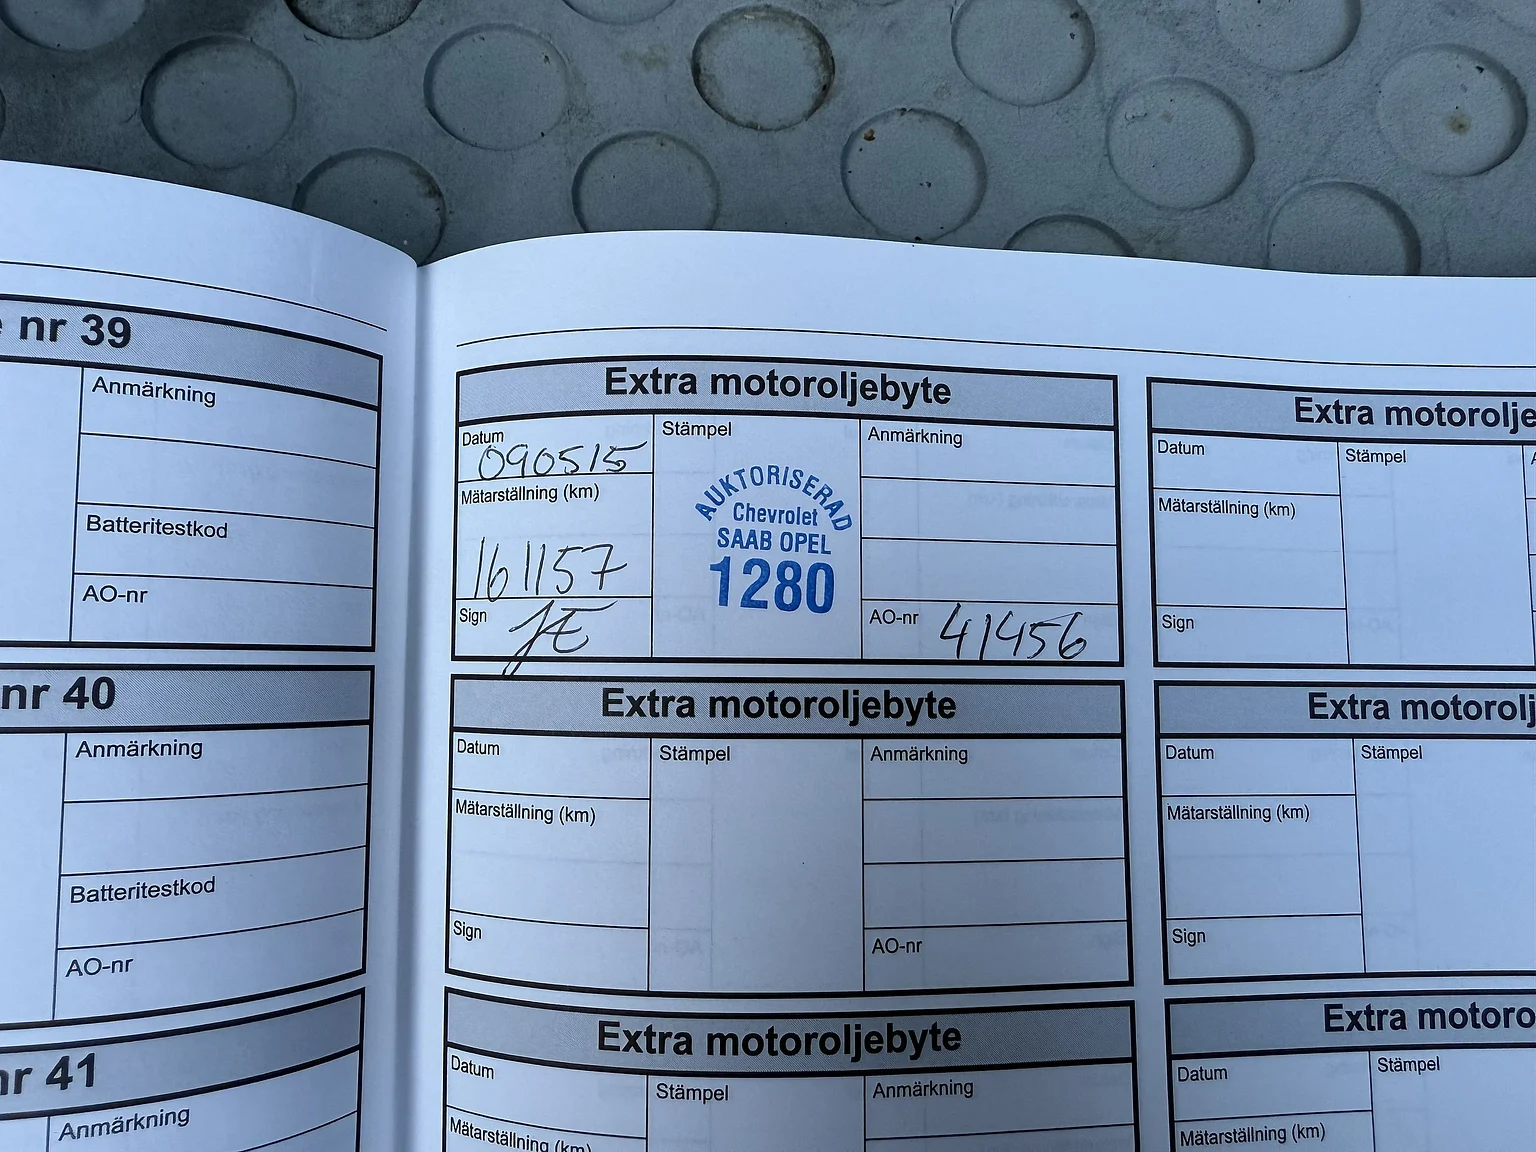 nr 39
Anmärkning
Batteritestkod
AO-nr
nr 40
Anmärkning
Batteritestkod
AO-nr
nr 41
Anmärkning
Extra motoroljebyte
Datum
090515
Stämpel
Anmärkning
Mätarställning (km)
161157
AUKTORISERAD
Chevrolet
SAAB OPEL
1280
Sign
JE
AO-nr 41456
Extra motoroljebyte
Datum
Stämpel
Anmärkning
Mätarställning (km)
Sign
AO-nr
Extra motoroljebyte
Datum
Stämpel
Anmärkning
Mätarställning (km)
Extra motorolje
Datum
Stämpel
Mätarställning (km)
Sign
Extra motorolj
Datum
Stämpel
Mätarställning (km)
Sign
Extra motoro
Datum
Stämpel
Mätarställning (km)